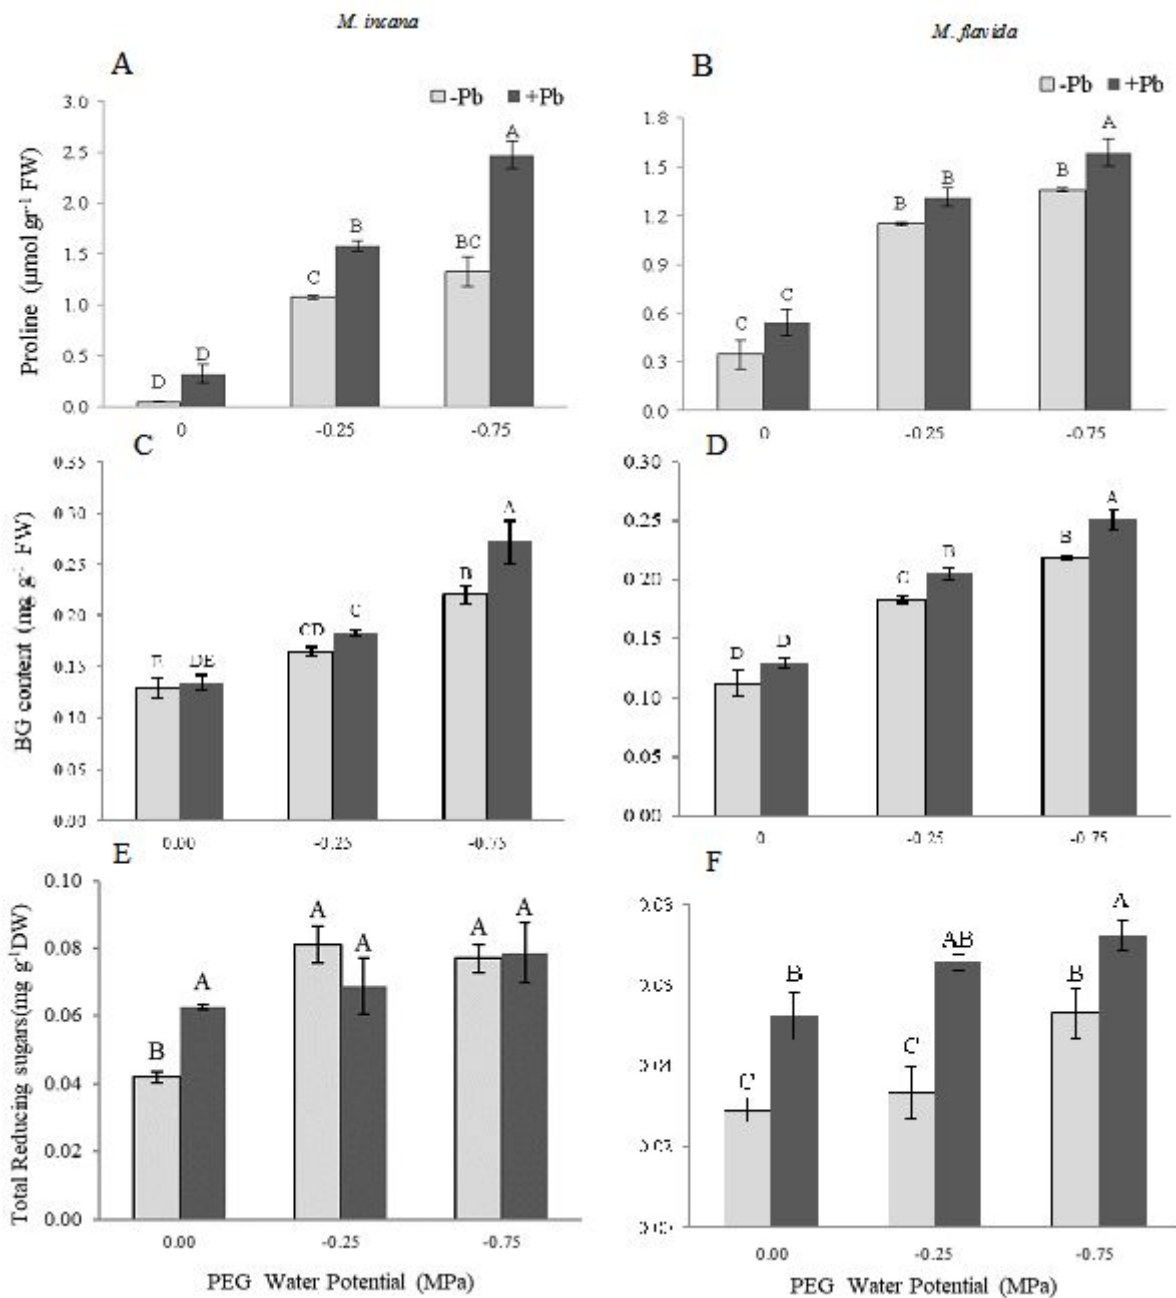 M. incana
M. flavida
A
-Pb +Pb
Proline (µmol gr-1 FW)
3.0
2.5
2.0
1.5
1.0
0.5
0.0
D
D
C
B
BC
A
0 -0.25 -0.75
B
-Pb +Pb
1.8
1.5
1.2
0.9
0.6
0.3
0.0
C
C
B
B
B
A
0 -0.25 -0.75
C
BG content (mg g- FW)
0.35
0.30
0.25
0.20
0.15
0.10
0.05
0.00
E
DE
CD
C
B
A
0.00 -0.25 -0.75
D
0.30
0.25
0.20
0.15
0.10
0.05
0.00
D
D
C
B
B
A
0 -0.25 -0.75
E
Total Reducing sugars(mg g-1DW)
0.10
0.08
0.06
0.04
0.02
0.00
B
A
A
A
A
A
0.00 -0.25 -0.75
PEG Water Potential (MPa)
F
C
B
C
AB
B
A
0.00 -0.25 -0.75
PEG Water Potential (MPa)